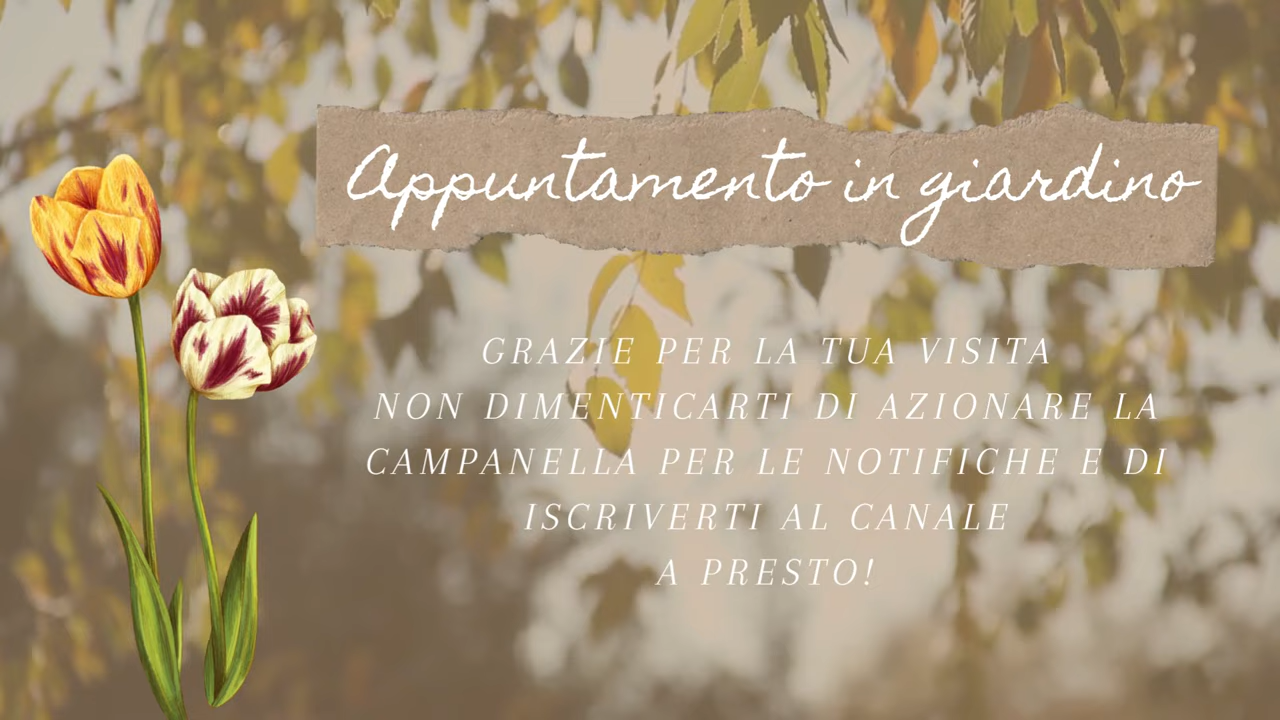 Appuntamento in giardino
GRAZIE PER LA TUA VISITA
NON DIMENTICARTI DI AZIONARE LA
CAMPANELLA PER LE NOTIFICHE E DI
ISCRIVERTI AL CANALE
A PRESTO!